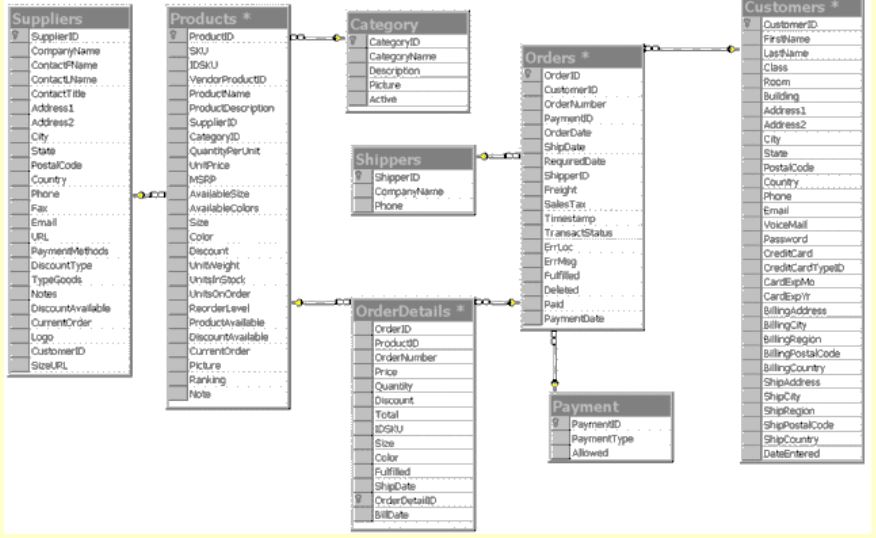 Suppliers
SupplierID
CompanyName
ContactFName
ContactLName
ContactTitle
Address1
Address2
City
State
PostalCode
Country
Phone
Fax
Email
URL
PaymentMethods
DiscountType
TypeGoods
Notes
DiscountAvailable
CurrentOrder
Logo
CustomerID
SizeURL
Products *
ProductID
SKU
IDSKU
VendorProductID
ProductName
ProductDescription
SupplierID
CategoryID
QuantityPerUnit
UnitPrice
MSRP
AvailableSize
AvailableColors
Size
Color
Discount
UnitWeight
UnitsInStock
UnitsOnOrder
ReorderLevel
ProductAvailable
DiscountAvailable
CurrentOrder
Picture
Ranking
Note
Category
CategoryID
CategoryName
Description
Picture
Active
Shippers
ShipperID
CompanyName
Phone
OrderDetails *
OrderID
ProductID
OrderNumber
Price
Quantity
Discount
Total
IDSKU
Size
Color
Fulfilled
ShipDate
OrderDetailID
BillDate
Orders *
OrderID
CustomerID
OrderNumber
PaymentID
OrderDate
ShipDate
RequiredDate
ShipperID
Freight
SalesTax
Timestamp
TransactStatus
ErrLoc
ErrMsg
Fulfilled
Deleted
Paid
PaymentDate
Payment
PaymentID
PaymentType
Allowed
Customers *
CustomerID
FirstName
LastName
Class
Room
Building
Address1
Address2
City
State
PostalCode
Country
Phone
Email
VoiceMail
Password
CreditCard
CreditCardTypeID
CardExpMo
CardExpYr
BillingAddress
BillingCity
BillingRegion
BillingPostalCode
BillingCountry
ShipAddress
ShipCity
ShipRegion
ShipPostalCode
ShipCountry
DateEntered